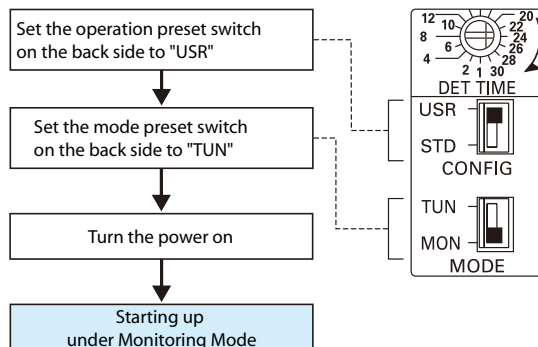 Set the operation preset switch
on the back side to "USR"
Set the mode preset switch
on the back side to "TUN"
Turn the power on
Starting up
under Monitoring Mode
12
10
8
6
4
2
1
30
28
26
24
22
20
DET TIME
USR
STD
CONFIG
TUN
MON
MODE